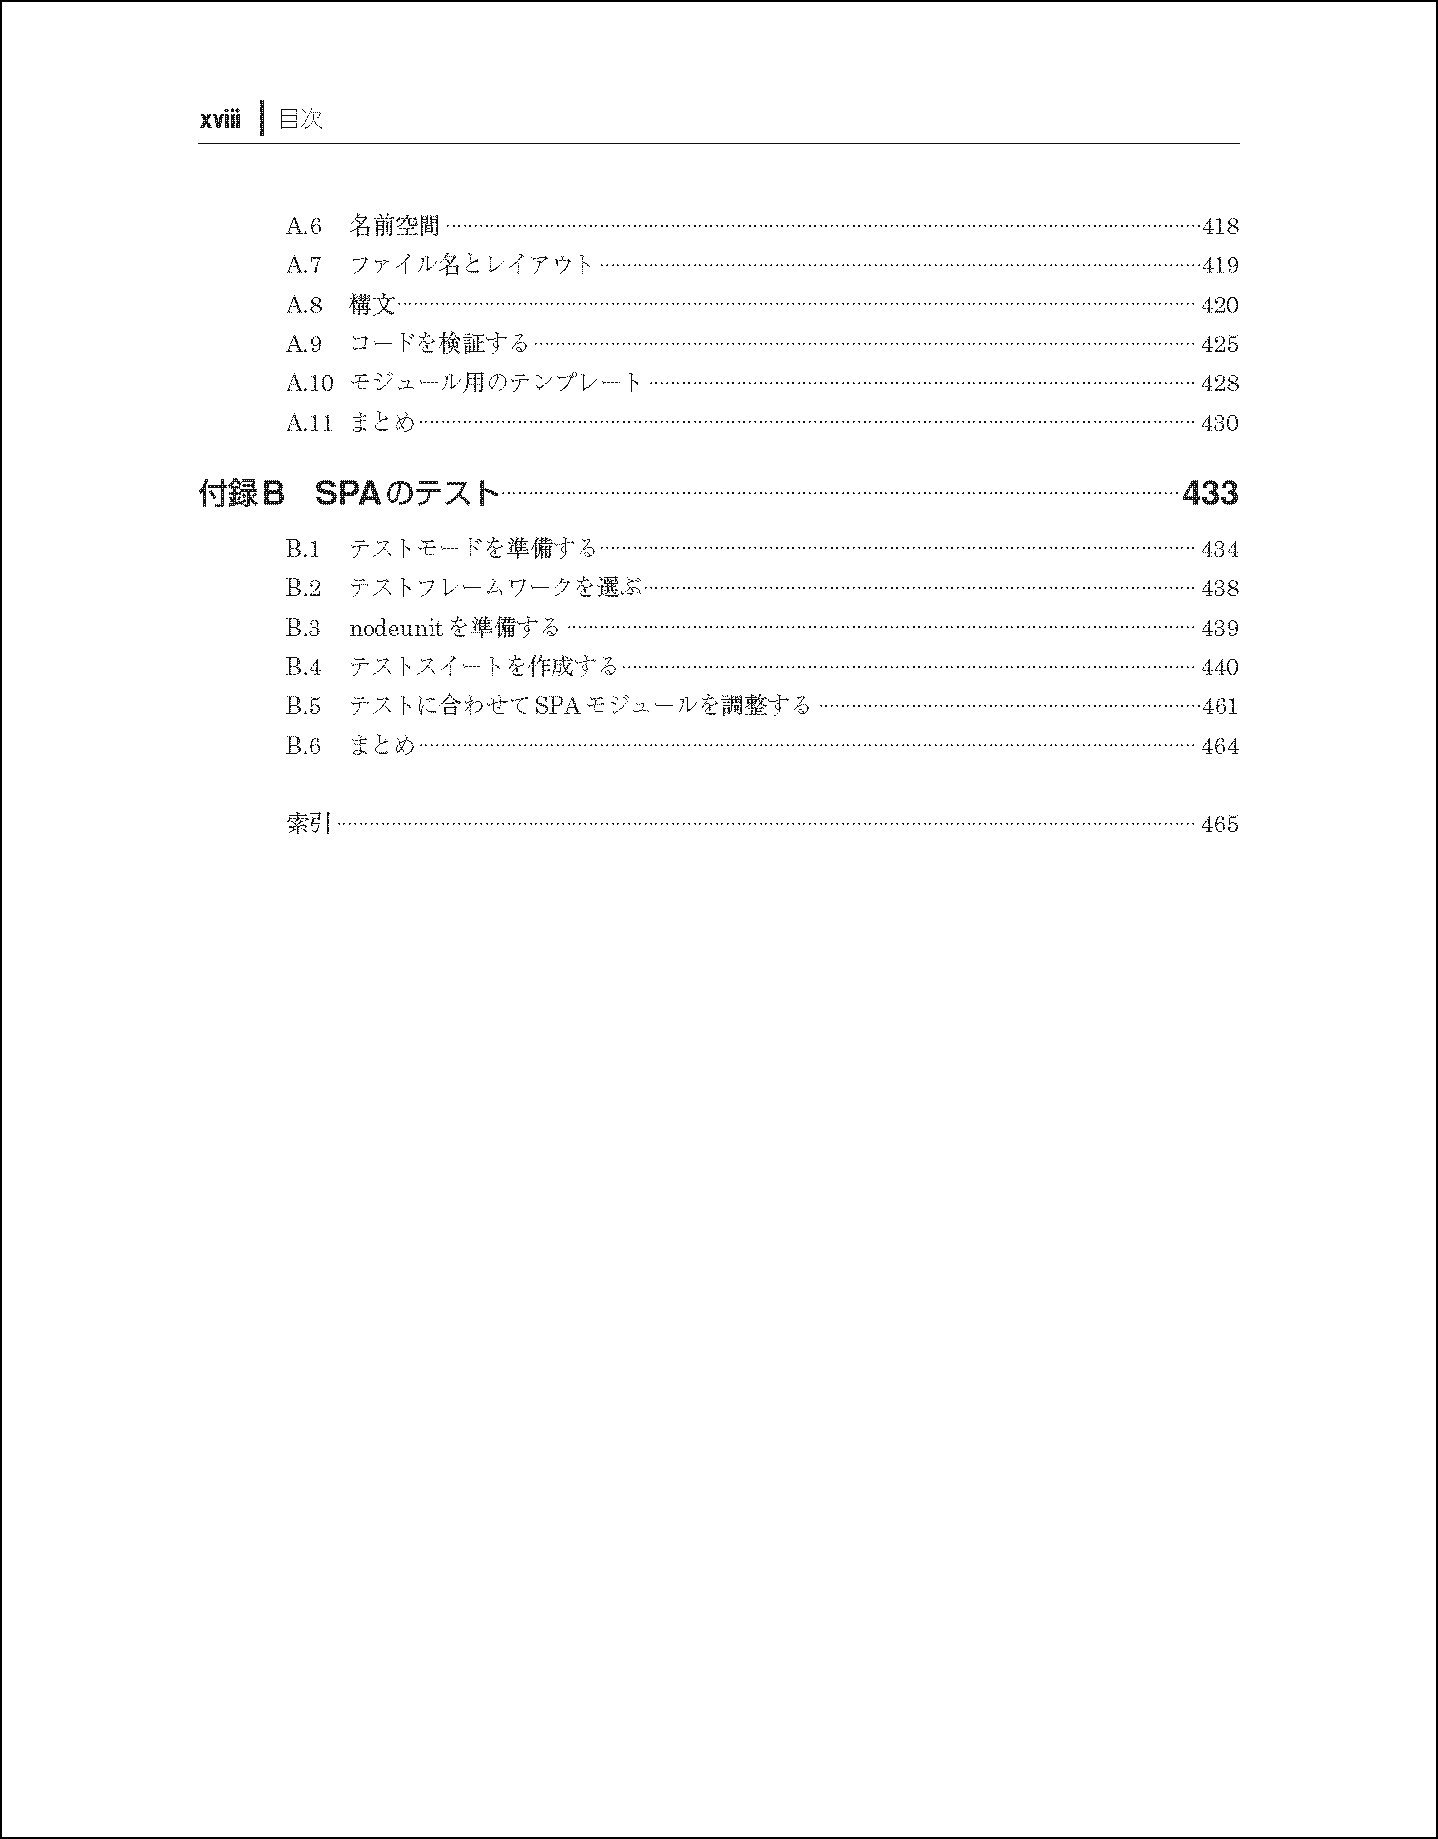 xviii 目次
A.6 名前空間 418
A.7 ファイル名とレイアウト 419
A.8 構文 420
A.9 コードを検証する 425
A.10 モジュール用のテンプレート 428
A.11 まとめ 430
付録B SPAのテスト 433
B.1 テストモードを準備する 434
B.2 テストフレームワークを選ぶ 438
B.3 nodeunitを準備する 439
B.4 テストスイートを作成する 440
B.5 テストに合わせてSPAモジュールを調整する 461
B.6 まとめ 464
索引 465